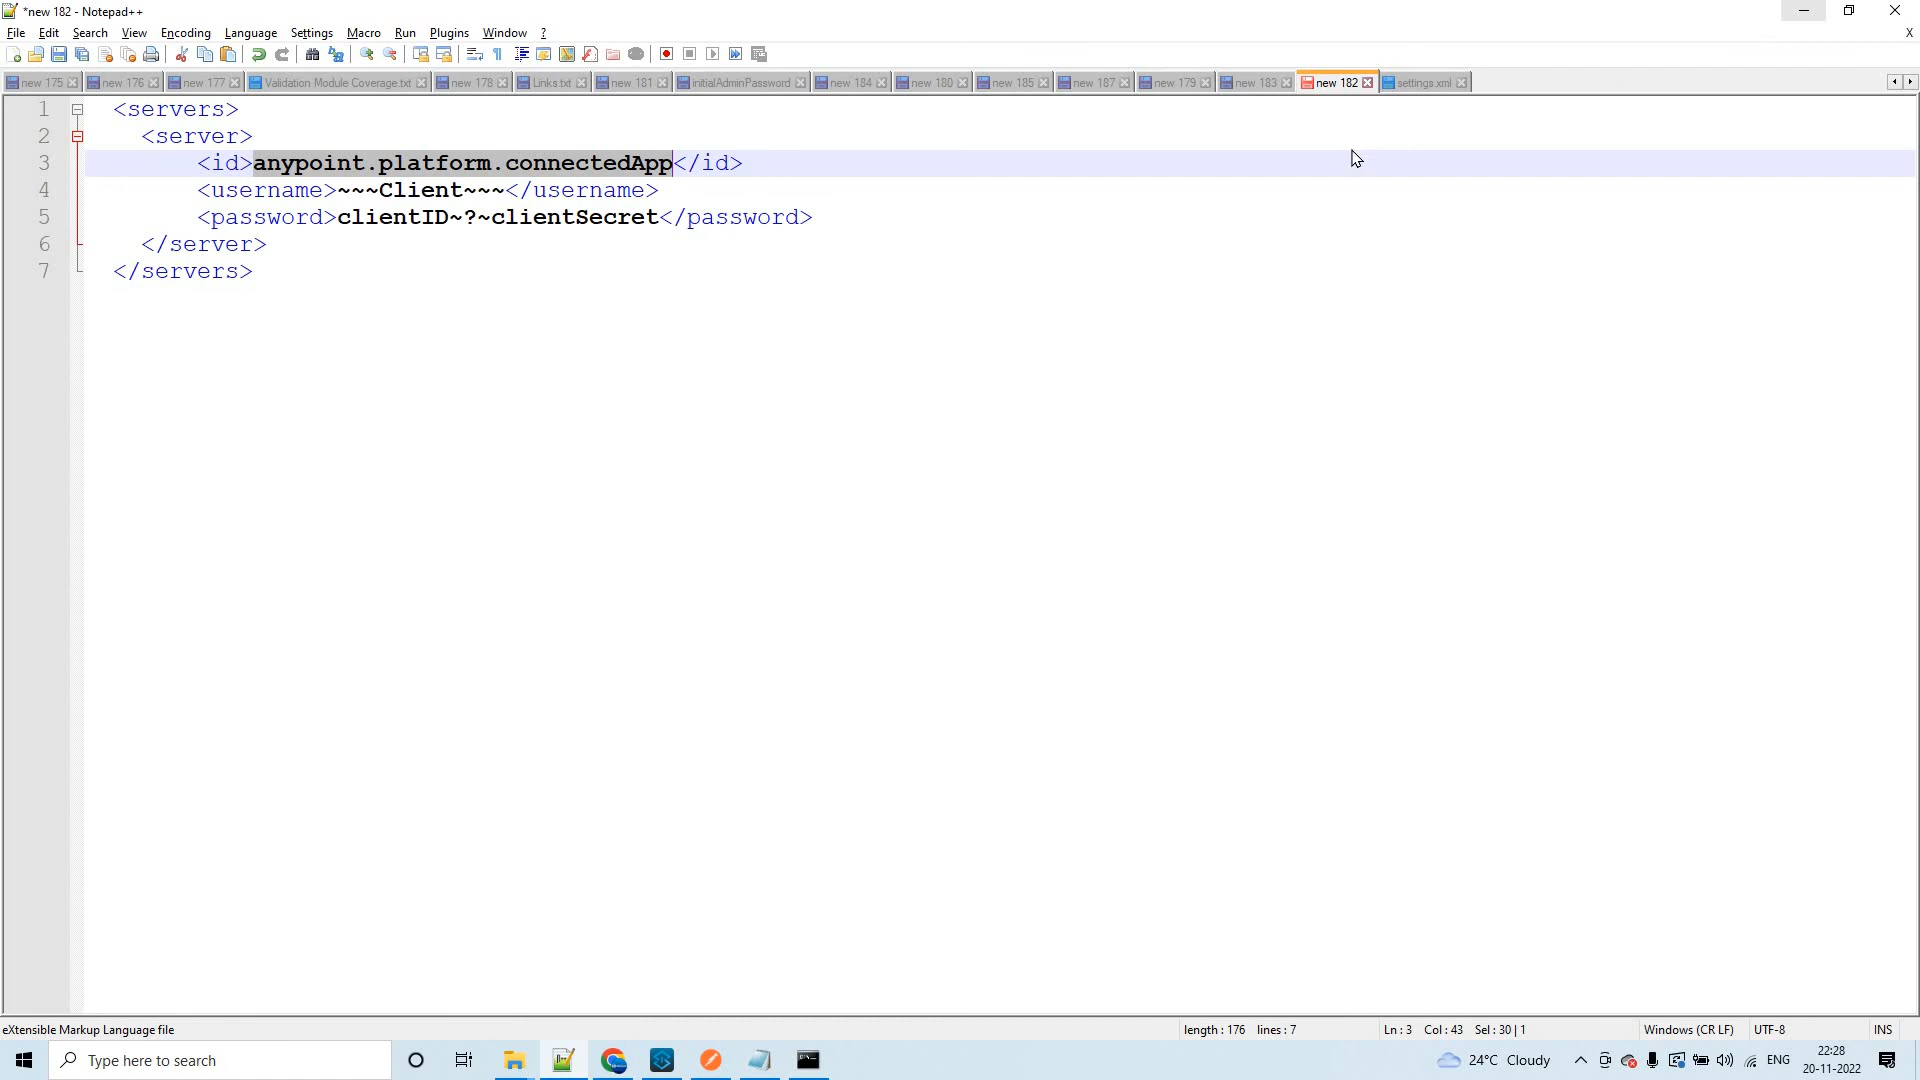 *new 182 - Notepad++
File Edit Search View Encoding Language Settings Macro Run Plugins Window ? X
new 175 new 176 new 177 Validation Module Coverage.txt new 178 Links.txt new 181 initialAdminPassword new 184 new 180 new 185 new 187 new 179 new 183 new 182 settings.xml
1 <servers>
2 <server>
3 <id>anypoint.platform.connectedApp</id>
4 <username>~~~Client~~~</username>
5 <password>clientID~?~clientSecret</password>
6 </server>
7 </servers>
eXtensible Markup Language file length : 176 lines : 7 Ln : 3 Col : 43 Sel : 30 | 1 Windows (CR LF) UTF-8 INS
Type here to search 24°C Cloudy ENG 22:28
20-11-2022